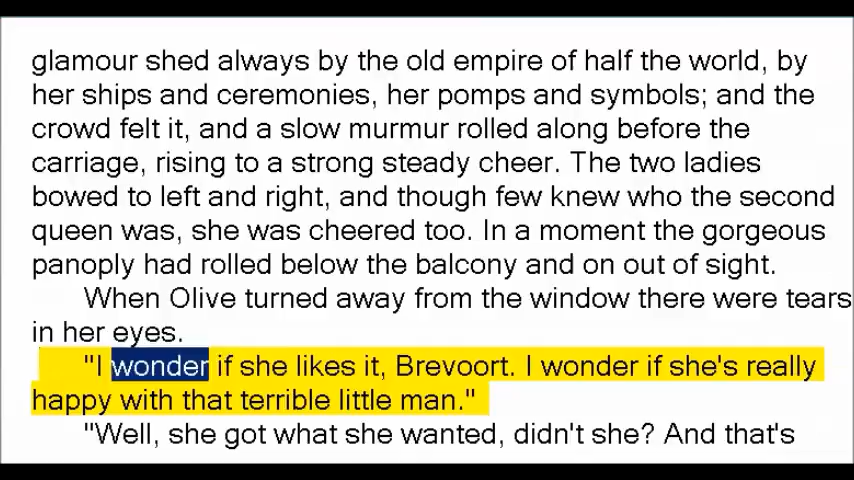 glamour shed always by the old empire of half the world, by
her ships and ceremonies, her pomps and symbols; and the
crowd felt it, and a slow murmur rolled along before the
carriage, rising to a strong steady cheer. The two ladies
bowed to left and right, and though few knew who the second
queen was, she was cheered too. In a moment the gorgeous
panoply had rolled below the balcony and on out of sight.
When Olive turned away from the window there were tears
in her eyes.
"I wonder if she likes it, Brevoort. I wonder if she's really
happy with that terrible little man."
"Well, she got what she wanted, didn't she? And that's